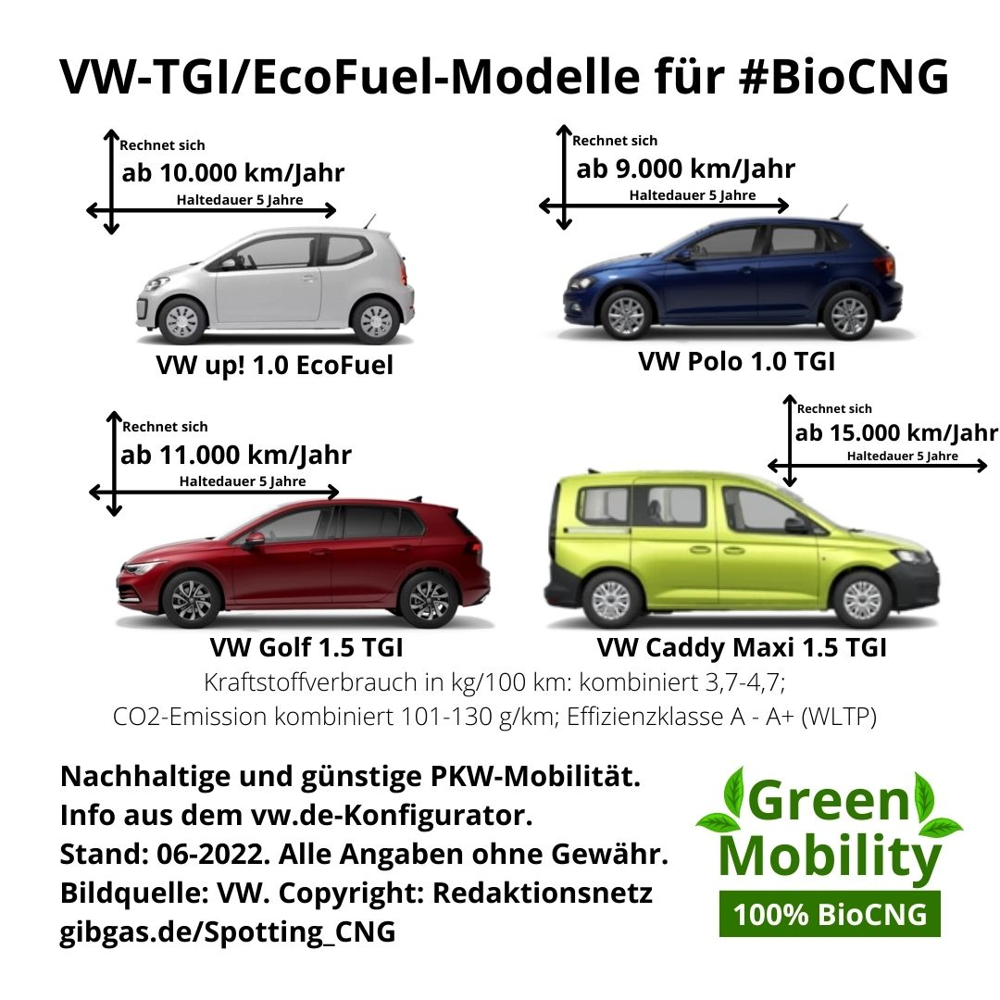 VW-TGI/EcoFuel-Modelle für #BioCNG
Rechnet sich
ab 10.000 km/Jahr
Haltedauer 5 Jahre
VW up! 1.0 EcoFuel
Rechnet sich
ab 9.000 km/Jahr
Haltedauer 5 Jahre
VW Polo 1.0 TGI
Rechnet sich
ab 11.000 km/Jahr
Haltedauer 5 Jahre
VW Golf 1.5 TGI
Rechnet sich
ab 15.000 km/Jahr
Haltedauer 5 Jahre
VW Caddy Maxi 1.5 TGI
Kraftstoffverbrauch in kg/100 km: kombiniert 3,7-4,7;
CO2-Emission kombiniert 101-130 g/km; Effizienzklasse A - A+ (WLTP)
Nachhaltige und günstige PKW-Mobilität.
Info aus dem vw.de-Konfigurator.
Stand: 06-2022. Alle Angaben ohne Gewähr.
Bildquelle: VW. Copyright: Redaktionsnetz
gibgas.de/Spotting_CNG
Green
Mobility
100% BioCNG